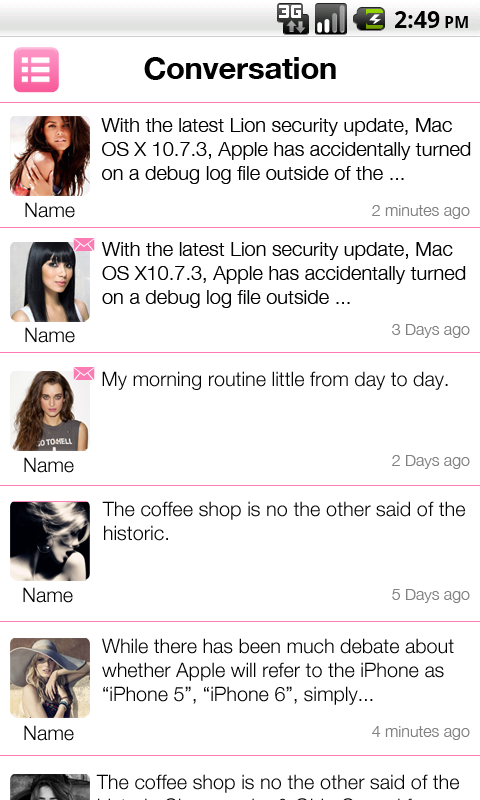 3G
2:49 PM
Conversation
With the latest Lion security update, Mac
OS X 10.7.3, Apple has accidentally turned
on a debug log file outside of the ...
Name
2 minutes ago
With the latest Lion security update, Mac
OS X10.7.3, Apple has accidentally turned
on a debug log file outside ...
3 Days ago
Name
My morning routine little from day to day.
GO TO HELL
2 Days ago
Name
The coffee shop is no the other said of the
historic.
5 Days ago
Name
While there has been much debate about
whether Apple will refer to the iPhone as
“iPhone 5”, “iPhone 6”, simply...
4 minutes ago
Name
The coffee shop is no the other said of the